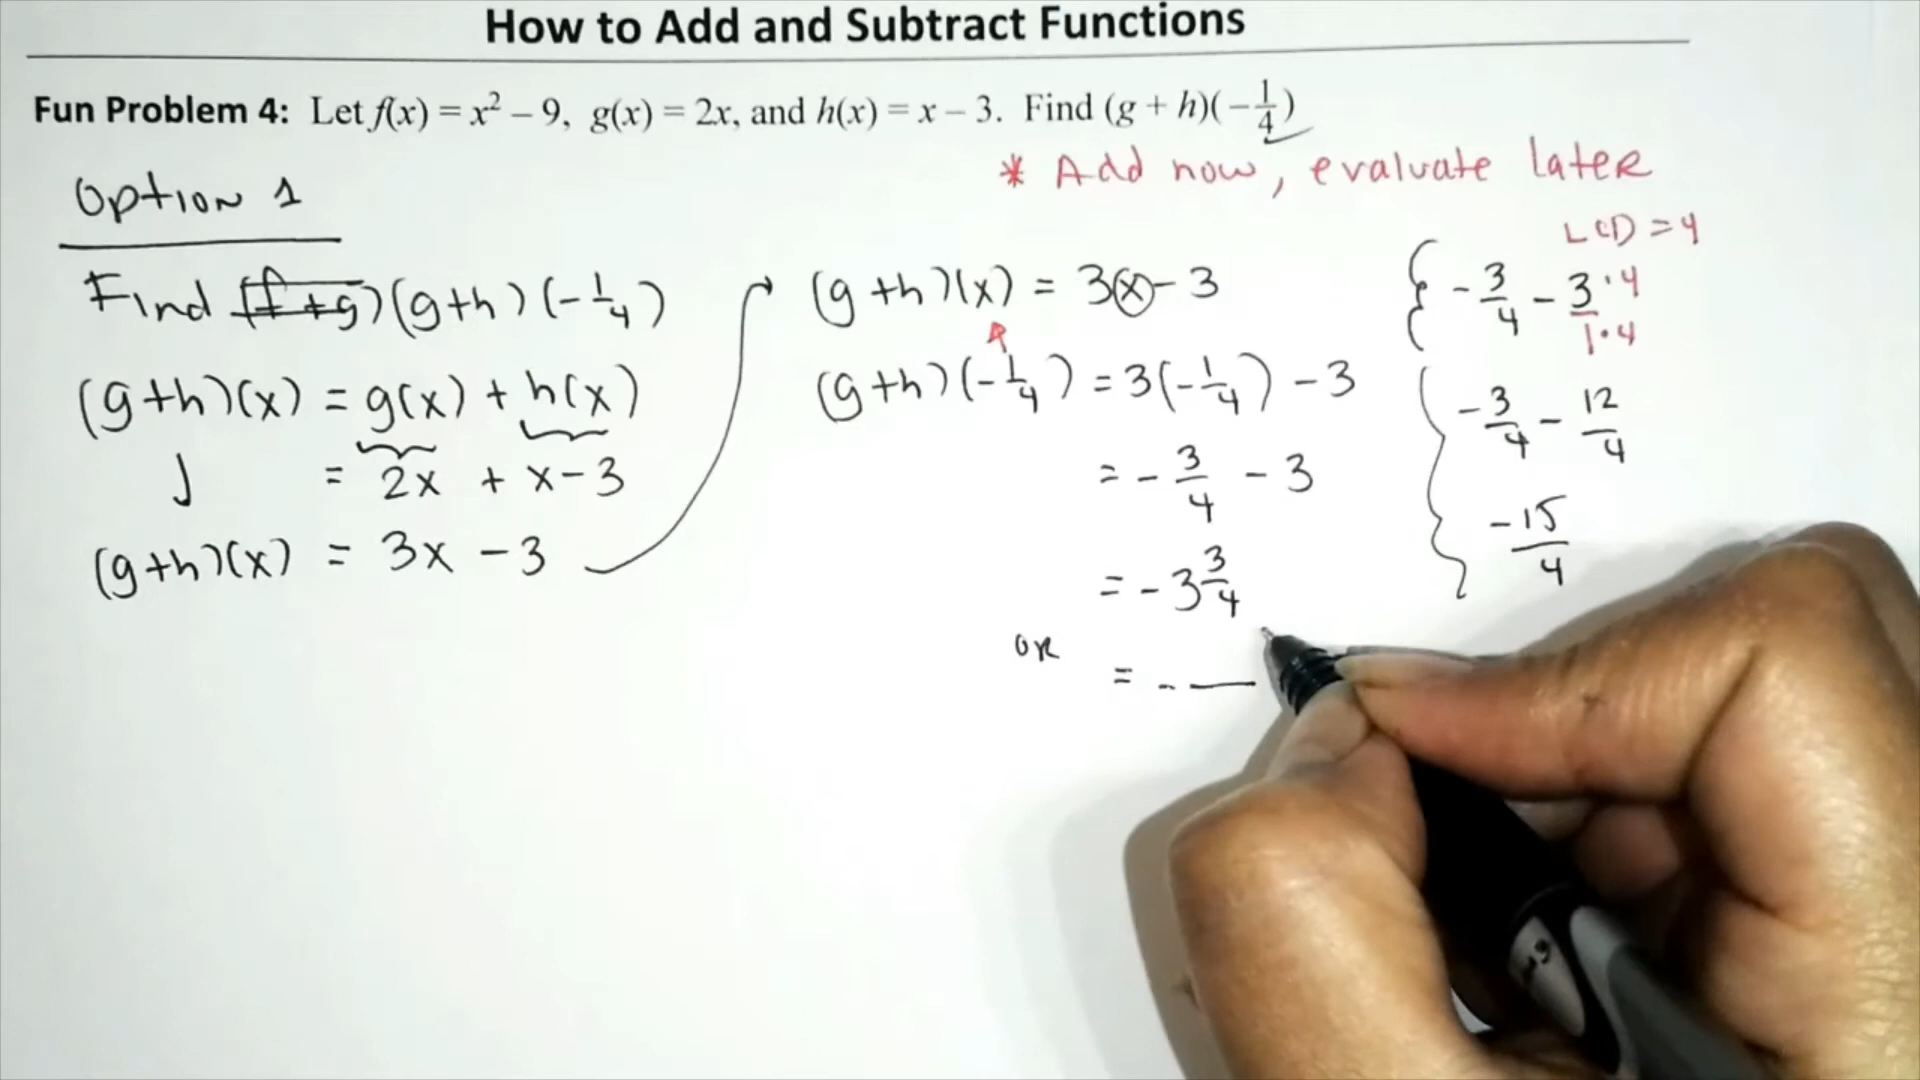 How to Add and Subtract Functions
Fun Problem 4: Let f(x) = x² – 9, g(x) = 2x, and h(x) = x – 3. Find (g + h)(–1/4)
* Add now, evaluate later
Option 1
Find (f+g)(g+h)(-1/4)
(g+h)(x) = g(x) + h(x)
= 2x + x-3
(g+h)(x) = 3x - 3
(g+h)(x) = 3x - 3
(g+h)(-1/4) = 3(-1/4) - 3
= -3/4 - 3
= -3 3/4
or
= -
LCD = 4
-3/4 - 3·4/1·4
-3/4 - 12/4
-15/4